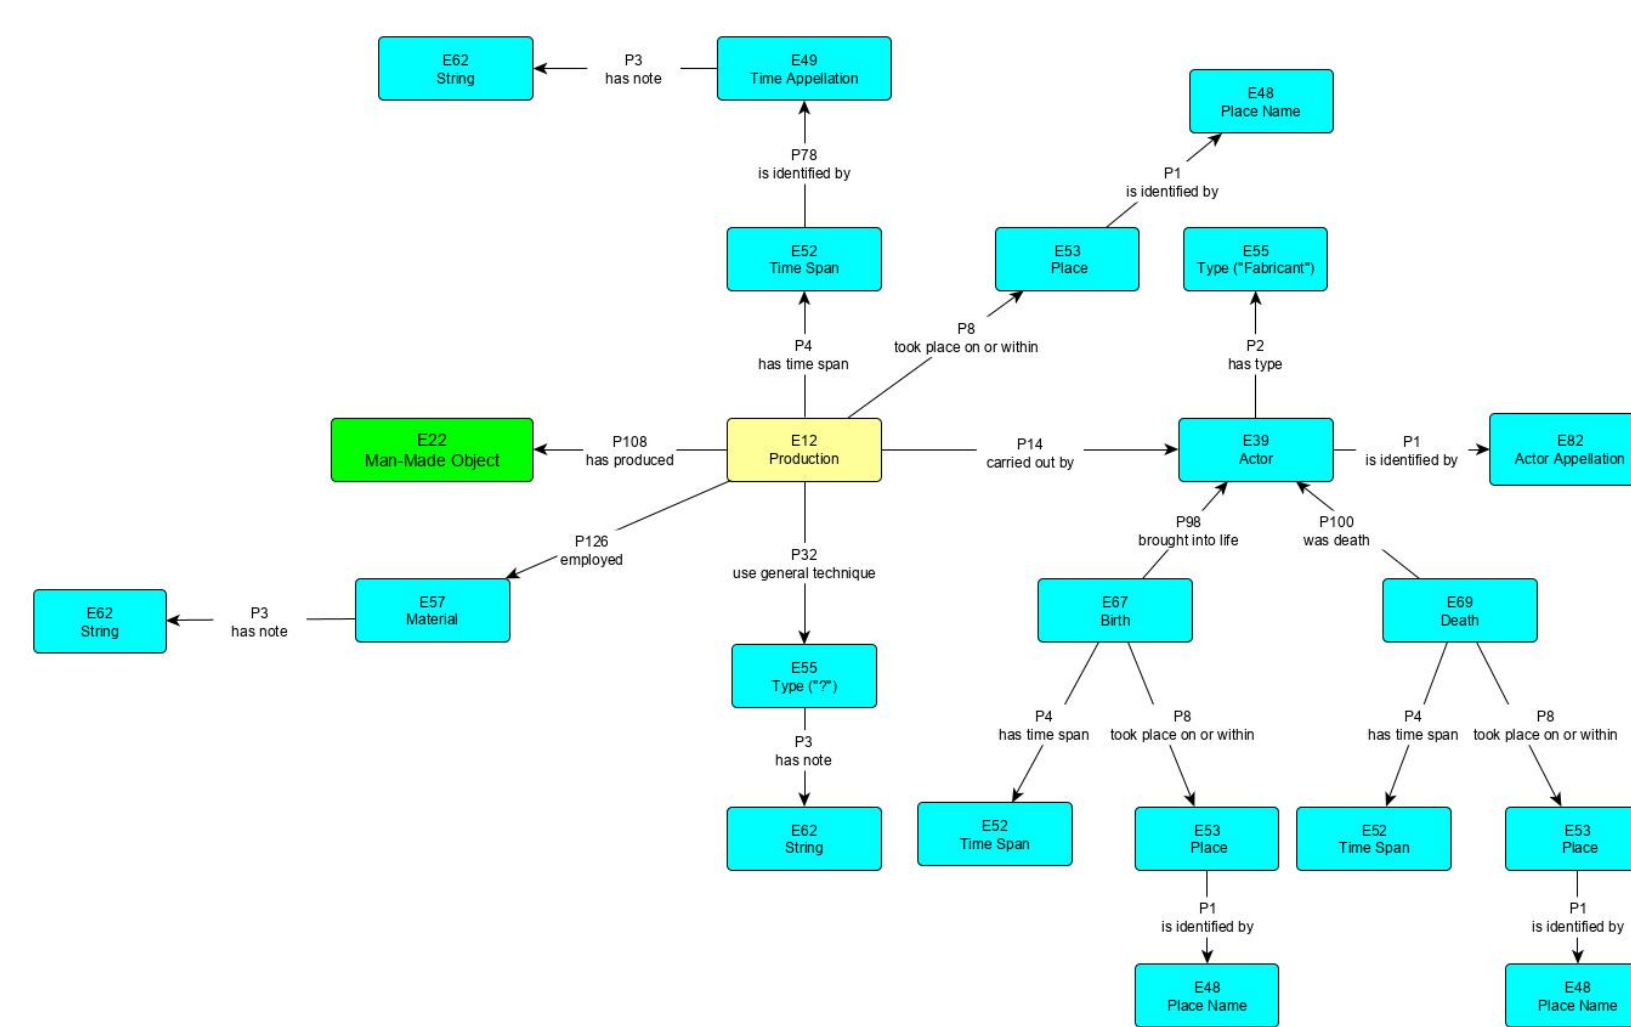 E62
String
P3
has note
E49
Time Appellation
E48
Place Name
P78
is identified by
P1
is identified by
E52
Time Span
E53
Place
E55
Type ("Fabricant")
P4
has time span
P8
took place on or within
P2
has type
E22
Man-Made Object
P108
has produced
E12
Production
P14
carried out by
E39
Actor
P1
is identified by
E82
Actor Appellation
P126
employed
P32
use general technique
P98
brought into life
P100
was death
E62
String
P3
has note
E57
Material
E67
Birth
E69
Death
E55
Type ("?")
P3
has note
P4
has time span
P8
took place on or within
P4
has time span
P8
took place on or within
E62
String
E52
Time Span
E53
Place
E52
Time Span
E53
Place
P1
is identified by
P1
is identified by
E48
Place Name
E48
Place Name